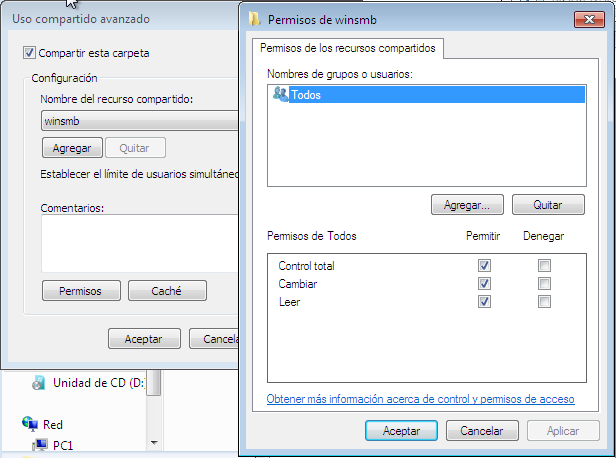 Uso compartido avanzado
Compartir esta carpeta
Configuración
Nombre del recurso compartido:
winsmb
Agregar
Quitar
Establecer el límite de usuarios simultáne
Comentarios:
Permisos
Caché
Aceptar
Cancela
Unidad de CD (D:)
Red
PC1
Permisos de winsmb
Permisos de los recursos compartidos
Nombres de grupos o usuarios:
Todos
Agregar...
Quitar
Permisos de Todos
Permitir
Denegar
Control total
Cambiar
Leer
Obtener más información acerca de control y permisos de acceso
Aceptar
Cancelar
Aplicar